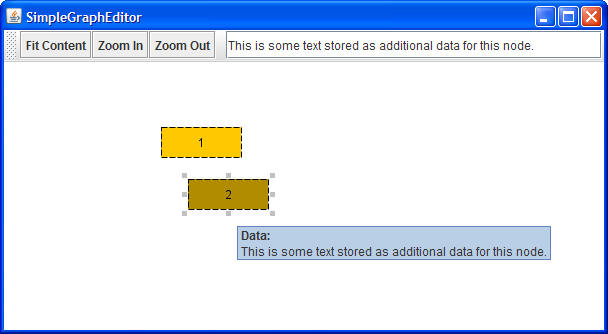 SimpleGraphEditor
Fit Content Zoom In Zoom Out This is some text stored as additional data for this node.
1
2
Data:
This is some text stored as additional data for this node.